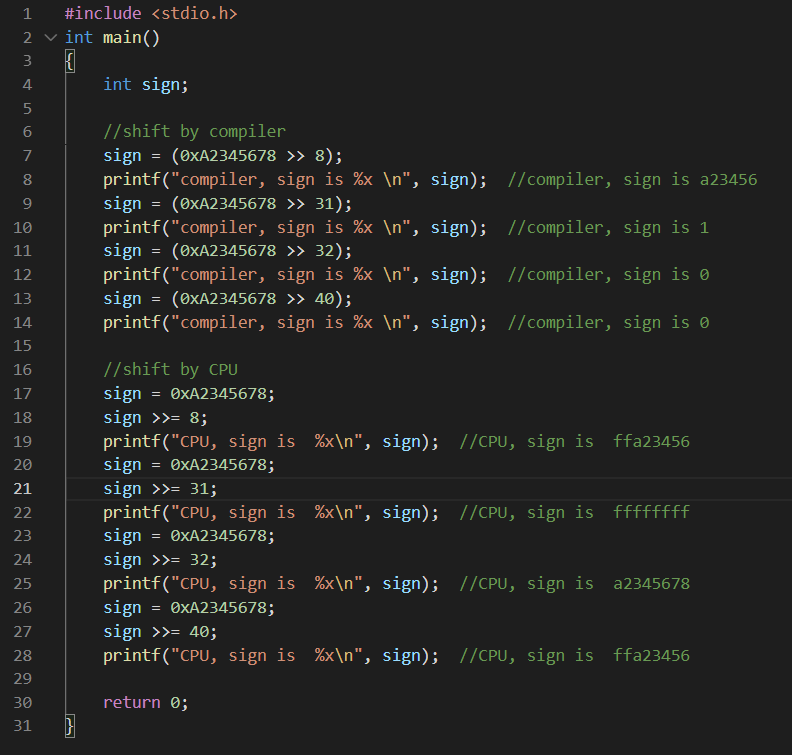 1 #include <stdio.h>
2 int main()
3 {
4     int sign;
5
6     //shift by compiler
7     sign = (0xA2345678 >> 8);
8     printf("compiler, sign is %x \n", sign);  //compiler, sign is a23456
9     sign = (0xA2345678 >> 31);
10     printf("compiler, sign is %x \n", sign);  //compiler, sign is 1
11     sign = (0xA2345678 >> 32);
12     printf("compiler, sign is %x \n", sign);  //compiler, sign is 0
13     sign = (0xA2345678 >> 40);
14     printf("compiler, sign is %x \n", sign);  //compiler, sign is 0
15
16     //shift by CPU
17     sign = 0xA2345678;
18     sign >>= 8;
19     printf("CPU, sign is  %x\n", sign);  //CPU, sign is  ffa23456
20     sign = 0xA2345678;
21     sign >>= 31;
22     printf("CPU, sign is  %x\n", sign);  //CPU, sign is  ffffffff
23     sign = 0xA2345678;
24     sign >>= 32;
25     printf("CPU, sign is  %x\n", sign);  //CPU, sign is  a2345678
26     sign = 0xA2345678;
27     sign >>= 40;
28     printf("CPU, sign is  %x\n", sign);  //CPU, sign is  ffa23456
29
30     return 0;
31 }